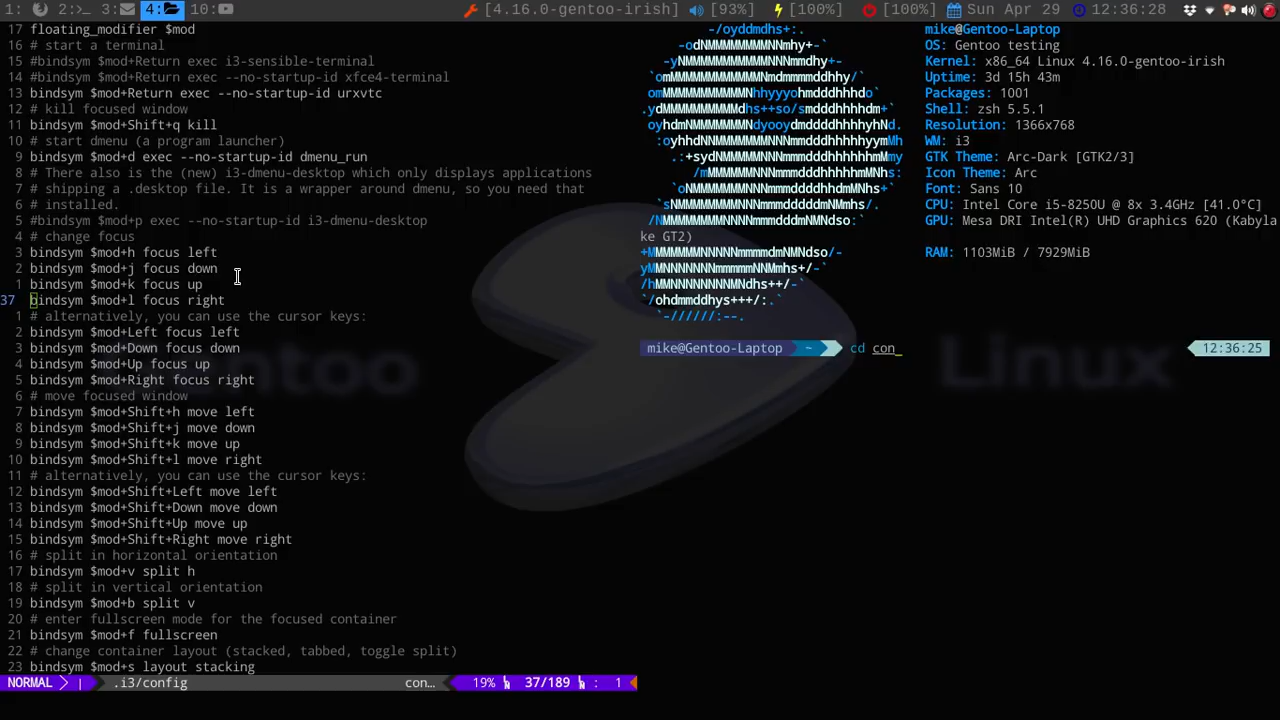 1: 2: >_ 3: 4: 10: [4.16.0-gentoo-irish] [93%] [100%] [100%] Sun Apr 29 12:36:28
17 floating_modifier $mod
16 # start a terminal
15 #bindsym $mod+Return exec i3-sensible-terminal
14 #bindsym $mod+Return exec --no-startup-id xfce4-terminal
13 bindsym $mod+Return exec --no-startup-id urxvtc
12 # kill focused window
11 bindsym $mod+Shift+q kill
10 # start dmenu (a program launcher)
9 bindsym $mod+d exec --no-startup-id dmenu_run
8 # There also is the (new) i3-dmenu-desktop which only displays applications
7 # shipping a .desktop file. It is a wrapper around dmenu, so you need that
6 # installed.
5 #bindsym $mod+p exec --no-startup-id i3-dmenu-desktop
4 # change focus
3 bindsym $mod+h focus left
2 bindsym $mod+j focus down
1 bindsym $mod+k focus up
37 bindsym $mod+l focus right
1 # alternatively, you can use the cursor keys:
2 bindsym $mod+Left focus left
3 bindsym $mod+Down focus down
4 bindsym $mod+Up focus up
5 bindsym $mod+Right focus right
6 # move focused window
7 bindsym $mod+Shift+h move left
8 bindsym $mod+Shift+j move down
9 bindsym $mod+Shift+k move up
10 bindsym $mod+Shift+l move right
11 # alternatively, you can use the cursor keys:
12 bindsym $mod+Shift+Left move left
13 bindsym $mod+Shift+Down move down
14 bindsym $mod+Shift+Up move up
15 bindsym $mod+Shift+Right move right
16 # split in horizontal orientation
17 bindsym $mod+v split h
18 # split in vertical orientation
19 bindsym $mod+b split v
20 # enter fullscreen mode for the focused container
21 bindsym $mod+f fullscreen
22 # change container layout (stacked, tabbed, toggle split)
23 bindsym $mod+s layout stacking
NORMAL | .i3/config con… 19% 37/189 : 1
mike@Gentoo-Laptop
OS: Gentoo testing
Kernel: x86_64 Linux 4.16.0-gentoo-irish
Uptime: 3d 15h 43m
Packages: 1001
Shell: zsh 5.5.1
Resolution: 1366x768
WM: i3
GTK Theme: Arc-Dark [GTK2/3]
Icon Theme: Arc
Font: Sans 10
CPU: Intel Core i5-8250U @ 8x 3.4GHz [41.0°C]
GPU: Mesa DRI Intel(R) UHD Graphics 620 (Kabyla
ke GT2)
RAM: 1103MiB / 7929MiB
mike@Gentoo-Laptop ~ cd con_ 12:36:25
Gentoo Linux